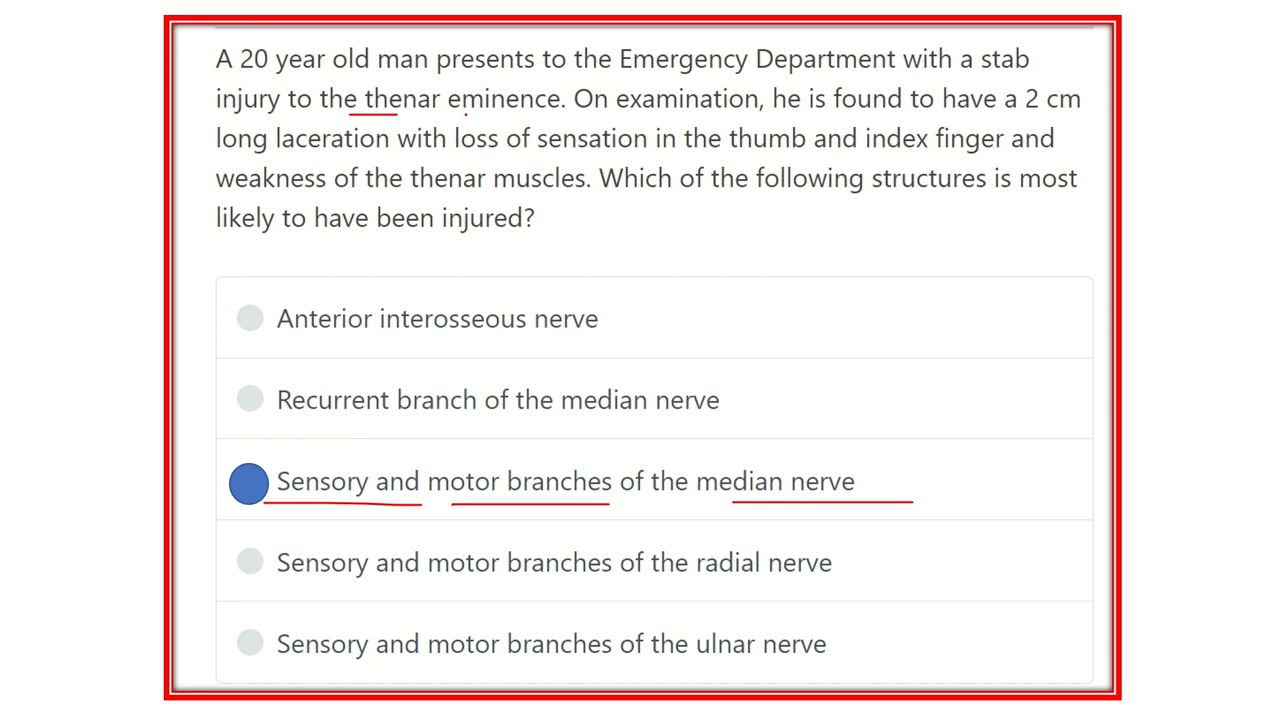 A 20 year old man presents to the Emergency Department with a stab
injury to the thenar eminence. On examination, he is found to have a 2 cm
long laceration with loss of sensation in the thumb and index finger and
weakness of the thenar muscles. Which of the following structures is most
likely to have been injured?
Anterior interosseous nerve
Recurrent branch of the median nerve
Sensory and motor branches of the median nerve
Sensory and motor branches of the radial nerve
Sensory and motor branches of the ulnar nerve